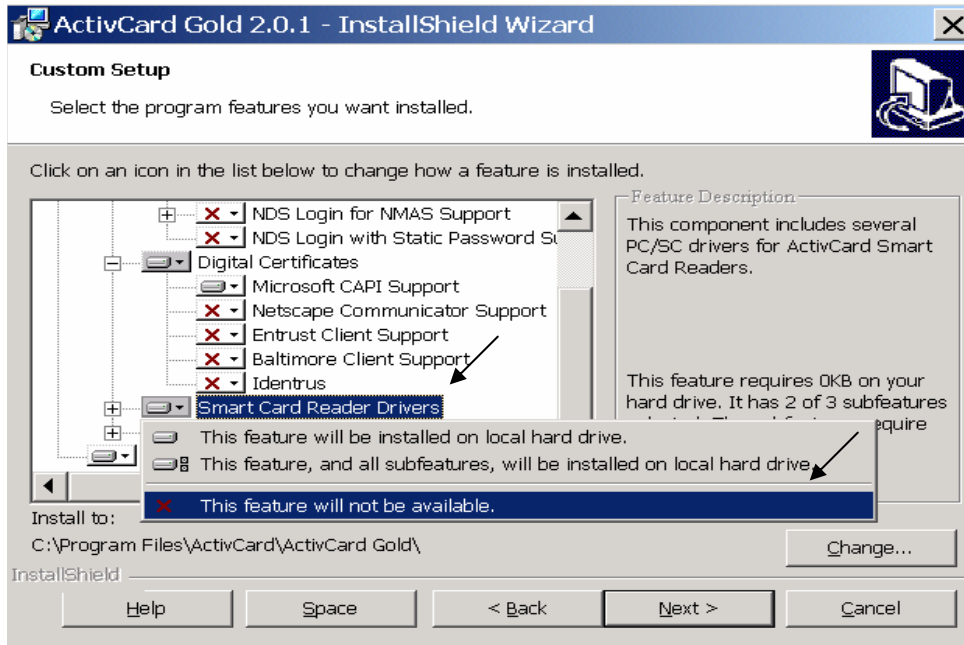 ActivCard Gold 2.0.1 - InstallShield Wizard
Custom Setup
Select the program features you want installed.
Click on an icon in the list below to change how a feature is installed.
NDS Login for NMAS Support
NDS Login with Static Password
Digital Certificates
Microsoft CAPI Support
Netscape Communicator Support
Entrust Client Support
Baltimore Client Support
Identrus
Smart Card Reader Drivers
Feature Description
This component includes several
PC/SC drivers for ActivCard Smart
Card Readers.
This feature requires 0KB on your
hard drive. It has 2 of 3 subfeatures
This feature will be installed on local hard drive.
This feature, and all subfeatures, will be installed on local hard drive.
This feature will not be available.
Install to:
C:\Program Files\ActivCard\ActivCard Gold\
Change...
InstallShield
Help
Space
< Back
Next >
Cancel